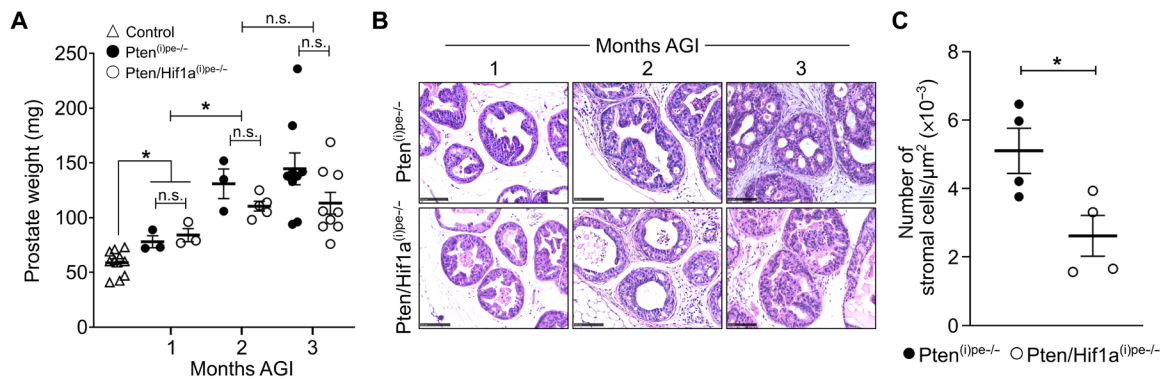 A
△ Control
● Pten(i)pe–/–
○ Pten/Hif1a(i)pe–/–
n.s.
n.s.
*
n.s.
*
n.s.
Prostate weight (mg)
250
200
150
100
50
0
1 2 3
Months AGI
B
Months AGI
1 2 3
Pten(i)pe–/–
Pten/Hif1a(i)pe–/–
C
*
Number of
stromal cells/µm² (×10⁻³)
8
6
4
2
0
● Pten(i)pe–/– ○ Pten/Hif1a(i)pe–/–